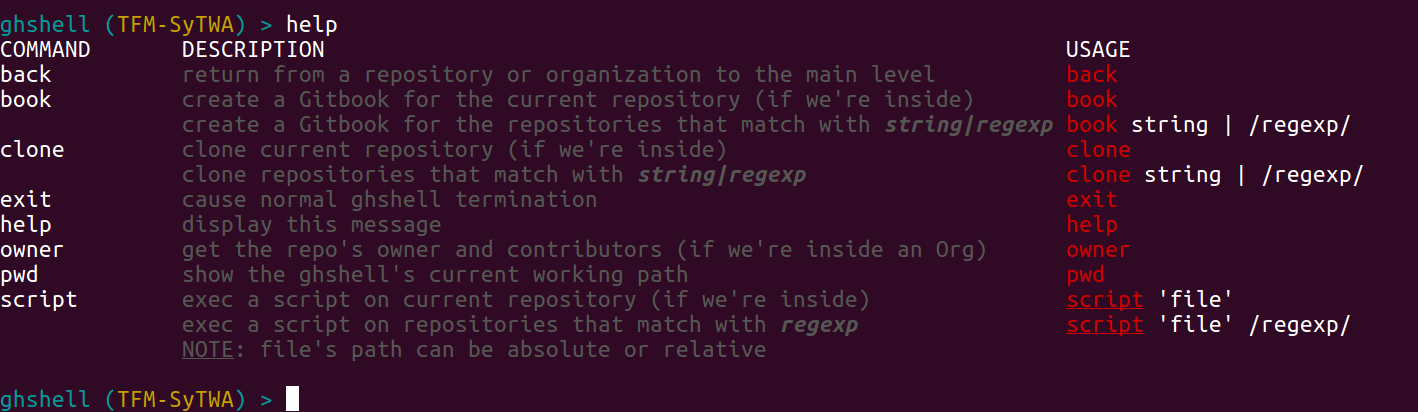 ghshell (TFM-SyTWA) > help
COMMAND DESCRIPTION USAGE
back return from a repository or organization to the main level back
book create a Gitbook for the current repository (if we're inside) book
create a Gitbook for the repositories that match with string|regexp book string | /regexp/
clone clone current repository (if we're inside) clone
clone repositories that match with string|regexp clone string | /regexp/
exit cause normal ghshell termination exit
help display this message help
owner get the repo's owner and contributors (if we're inside an Org) owner
pwd show the ghshell's current working path pwd
script exec a script on current repository (if we're inside) script 'file'
exec a script on repositories that match with regexp script 'file' /regexp/
NOTE: file's path can be absolute or relative
ghshell (TFM-SyTWA) >